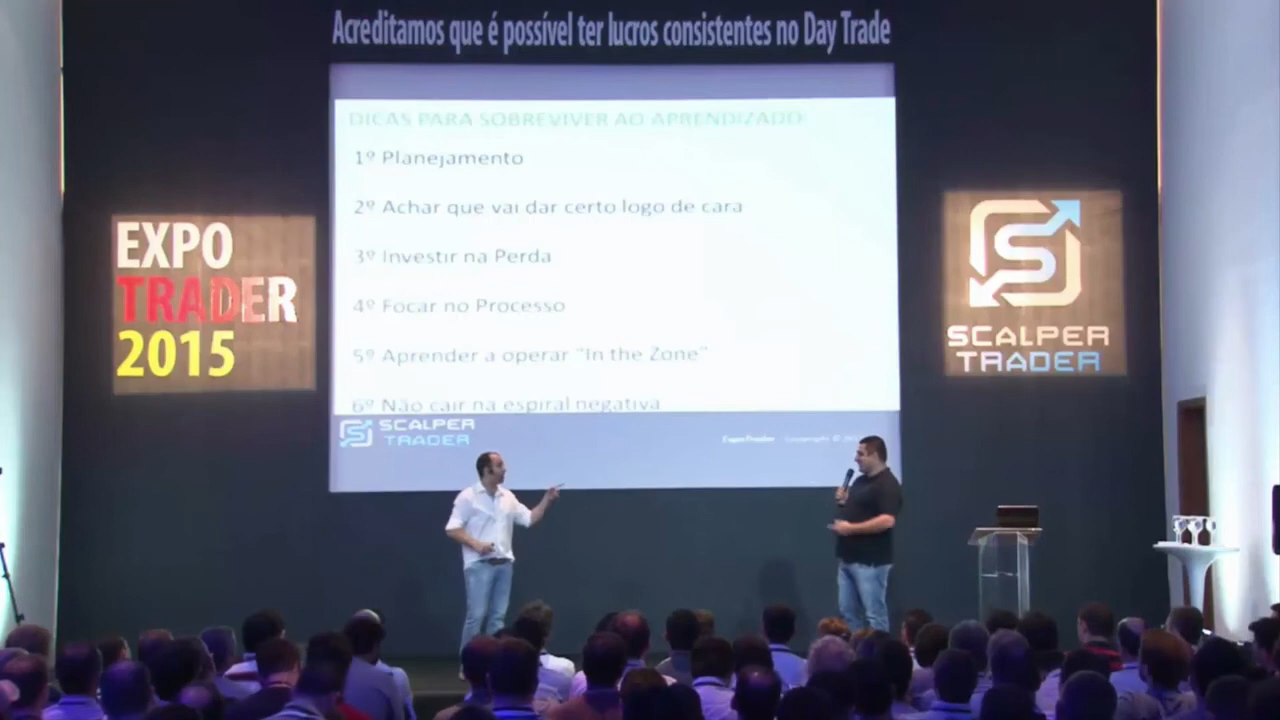 Acreditamos que é possível ter lucros consistentes no Day Trade
DICAS PARA SOBREVIVER AO APRENDIZADO:
1º Planejamento
2º Achar que vai dar certo logo de cara
3º Investir na Perda
4º Focar no Processo
5º Aprender a operar "In the Zone"
6º Não cair na espiral negativa
SCALPER
TRADER
ExpoTrader
EXPO
TRADER
2015
SCALPER
TRADER